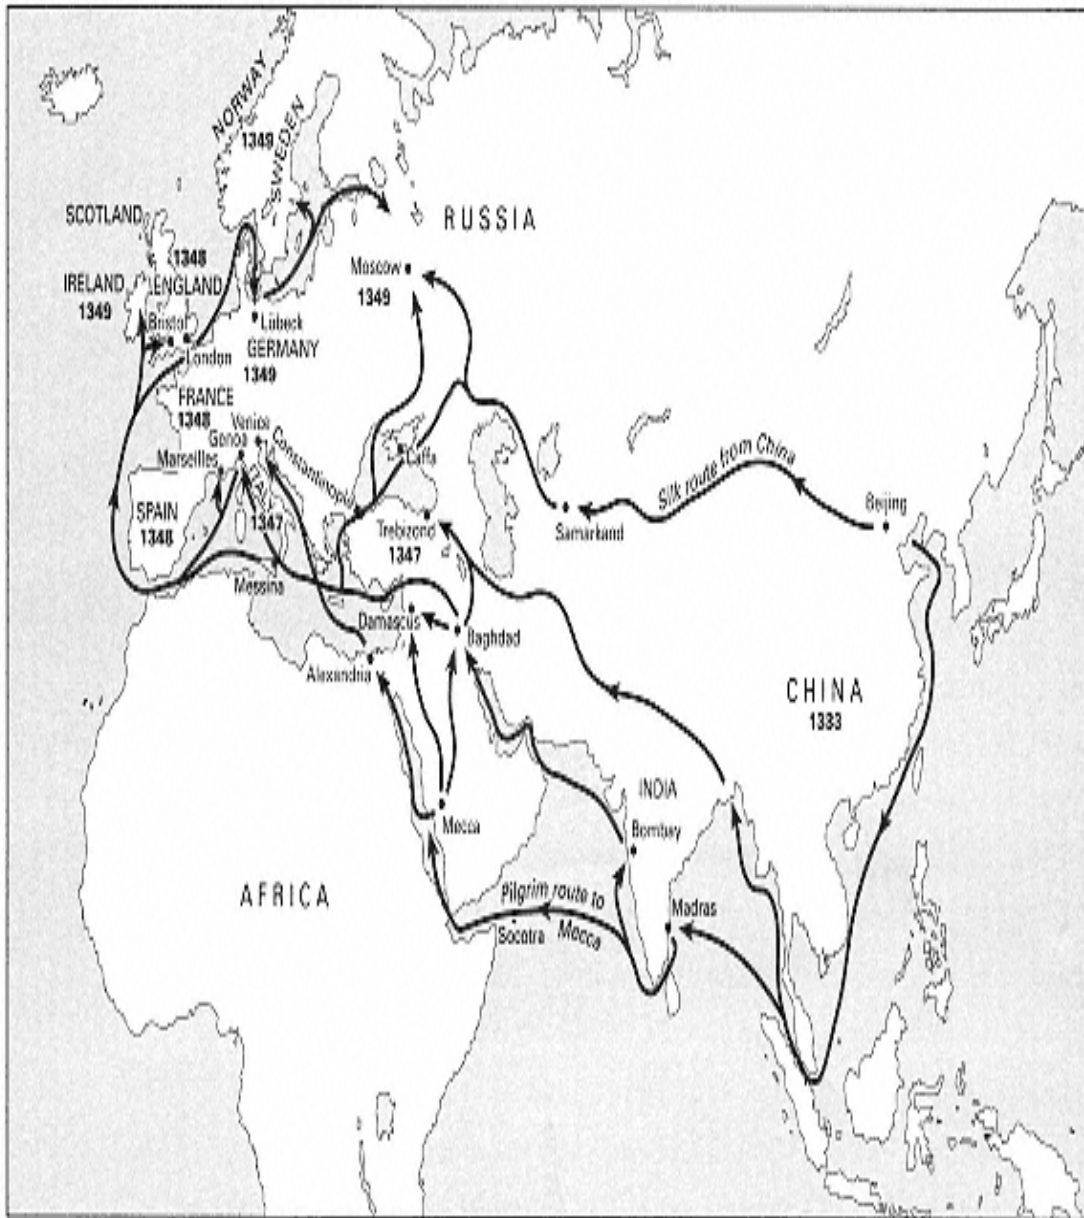 NORWAY
1349
SWEDEN
SCOTLAND
RUSSIA
1348
IRELAND
1349
ENGLAND
Moscow
1349
Bristol
London
Lübeck
GERMANY
1349
FRANCE
1348
Venice
Genoa
Marseilles
Constantinople
Caffa
ITALY
1347
SPAIN
1348
Silk route from China
Beijing
Samarkand
Trebizond
1347
Messina
Damascus
Baghdad
Alexandria
CHINA
1333
INDIA
Mecca
Bombay
AFRICA
Pilgrim route to
Mecca
Socotra
Madras